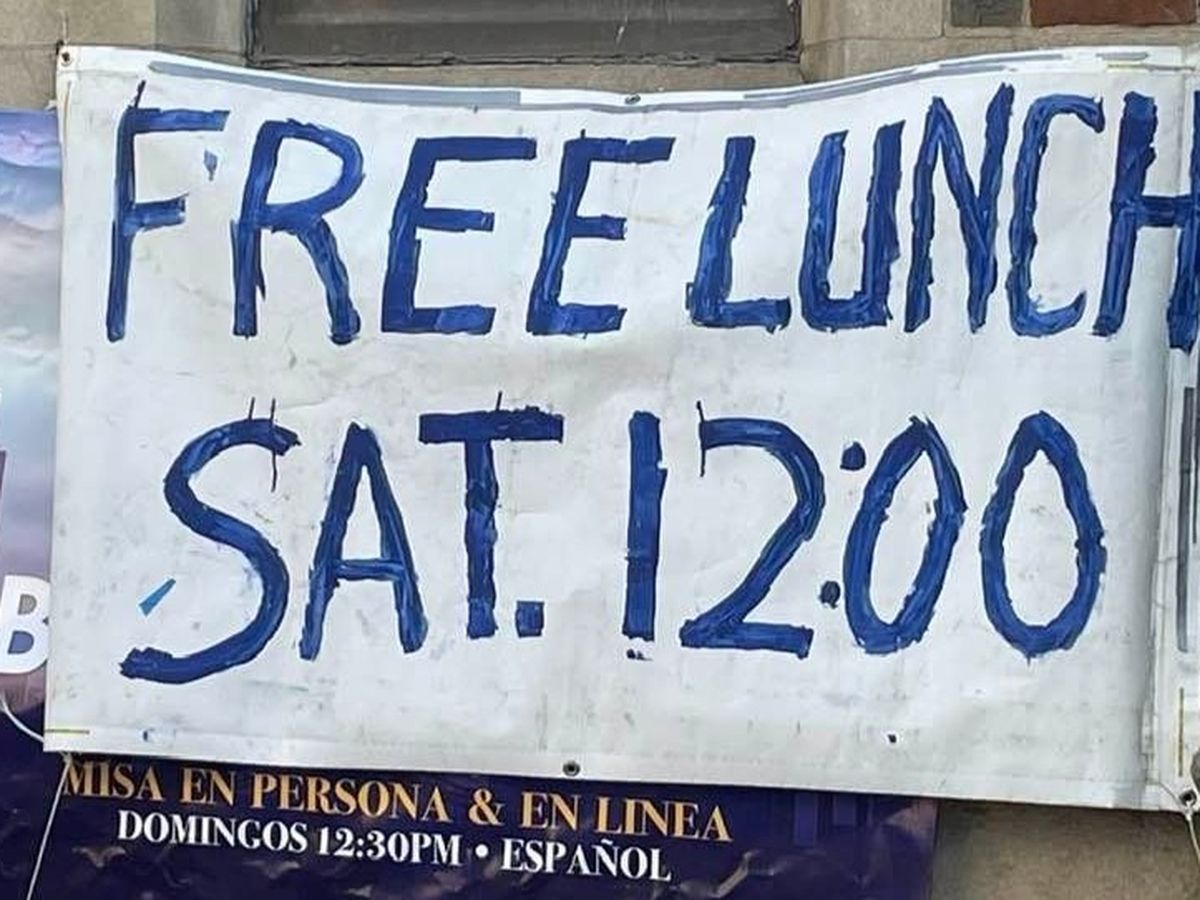 FREE LUNCH
SAT. 12:00
B
MISA EN PERSONA & EN LINEA
DOMINGOS 12:30PM • ESPAÑOL